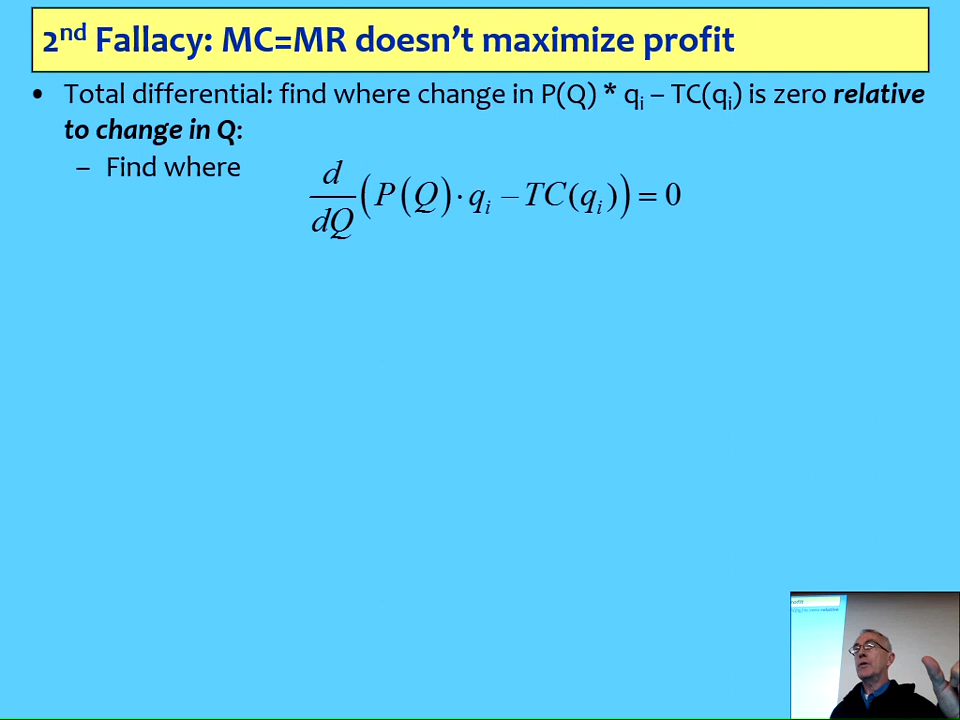 2nd Fallacy: MC=MR doesn't maximize profit
• Total differential: find where change in P(Q) * qi – TC(qi) is zero relative
to change in Q:
– Find where
d/dQ (P(Q)·qi – TC(qi)) = 0